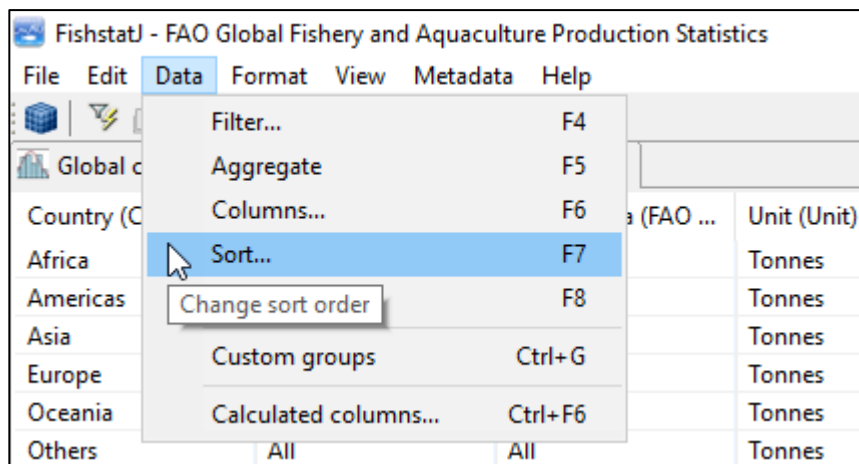 FishstatJ - FAO Global Fishery and Aquaculture Production Statistics
File Edit Data Format View Metadata Help
Filter... F4
Global c Aggregate F5
Country (C Columns... F6 a (FAO ... Unit (Unit)
Africa Sort... F7 Tonnes
Americas Change sort order F8 Tonnes
Asia Tonnes
Custom groups Ctrl+G
Europe Tonnes
Oceania Calculated columns... Ctrl+F6 Tonnes
Others All All Tonnes